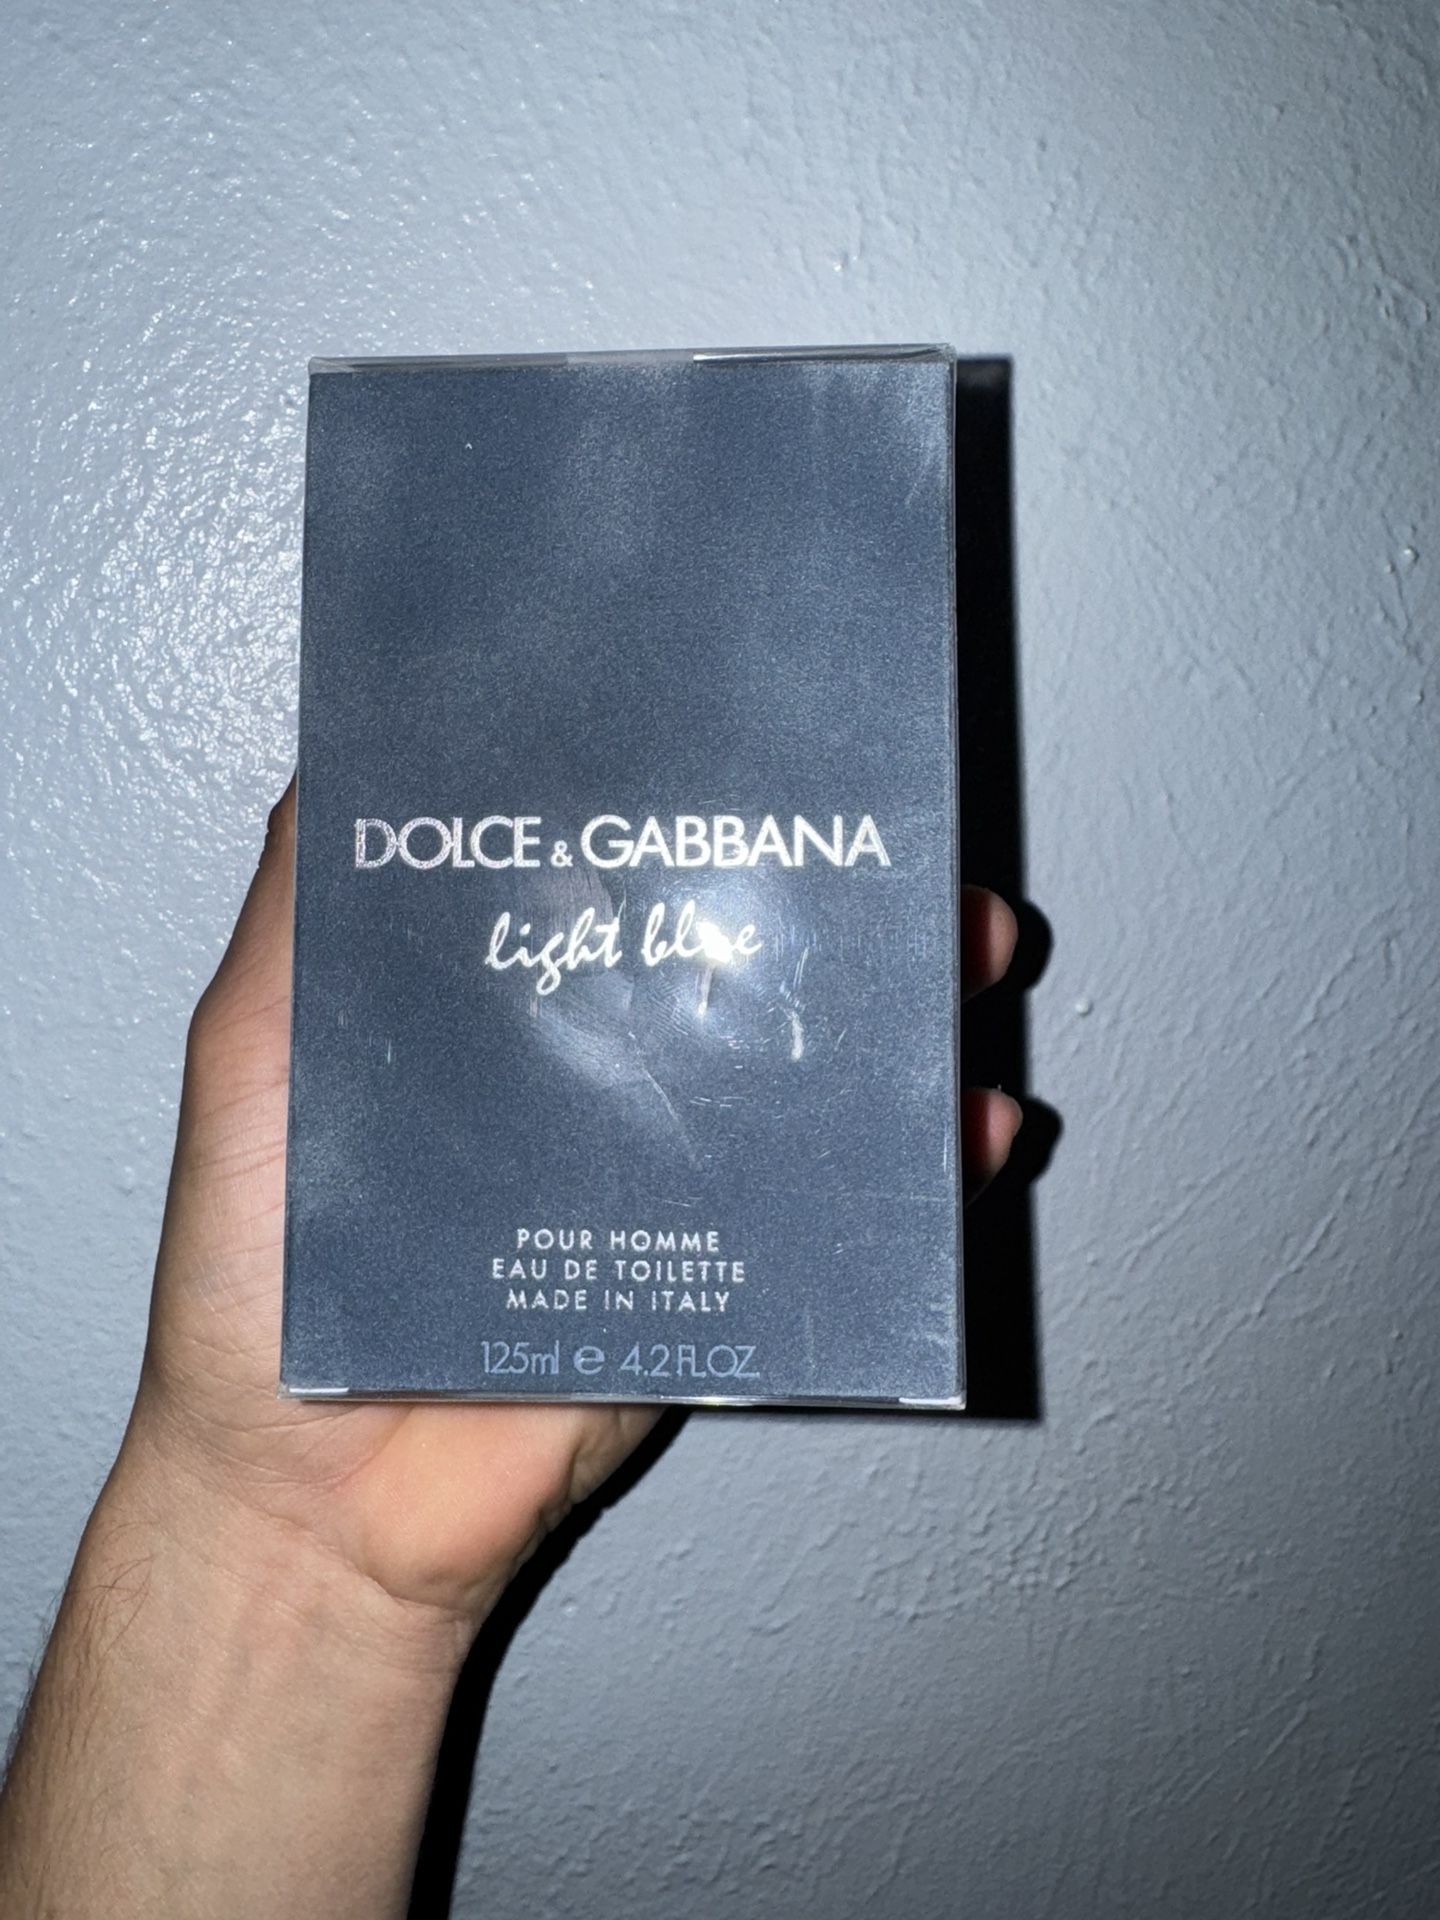 DOLCE & GABBANA
light blue
POUR HOMME
EAU DE TOILETTE
MADE IN ITALY
125ml e 4.2 FL.OZ.